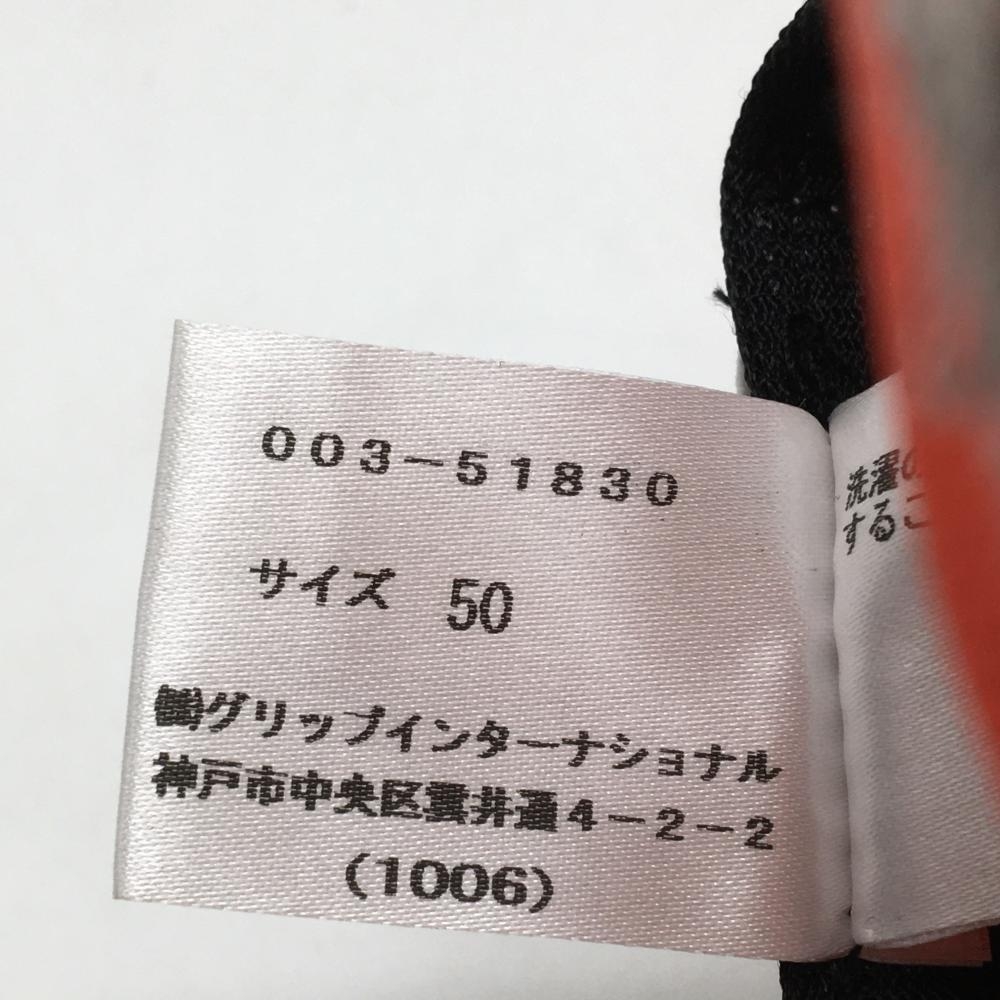 003-51830
サイズ 50
㈱グリップインターナショナル
神戸市中央区雲井通4-2-2
(1006)
洗濯の
するこ